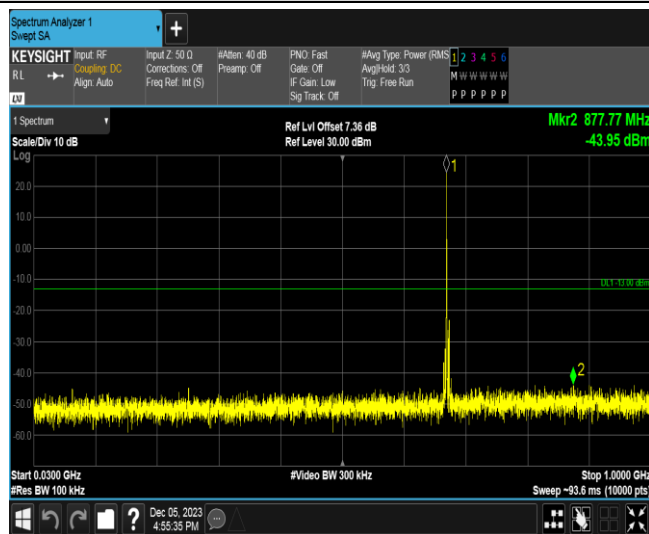 Spectrum Analyzer 1
Swept SA
+
KEYSIGHT
RL
LXI
Input: RF
Coupling: DC
Align: Auto
Input Z: 50 Ω
Corrections: Off
Freq Ref: Int (S)
#Atten: 40 dB
Preamp: Off
PNO: Fast
Gate: Off
IF Gain: Low
Sig Track: Off
#Avg Type: Power (RMS
Avg|Hold: 3/3
Trig: Free Run
1 2 3 4 5 6
M W W W W W
P P P P P P
1 Spectrum
Scale/Div 10 dB
Ref Lvl Offset 7.36 dB
Ref Level 30.00 dBm
Mkr2 877.77 MHz
-43.95 dBm
Log
1
20.0
10.0
0.00
-10.0
DL1 -13.00 dBm
-20.0
-30.0
-40.0
2
-50.0
-60.0
Start 0.0300 GHz
#Res BW 100 kHz
#Video BW 300 kHz
Stop 1.0000 GHz
Sweep ~93.6 ms (10000 pts)
?
Dec 05, 2023
4:55:35 PM